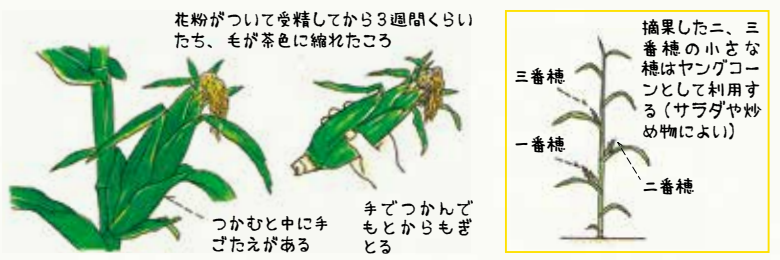 花粉がついて受精してから3週間くらい
たち、毛が茶色に縮れたころ
つかむと中に手
ごたえがある
手でつかんで
もとからもぎ
とる
摘果した二、三
番穂の小さな
穂はヤングコー
ンとして利用す
る(サラダや炒
め物によい)
三番穂
一番穂
二番穂